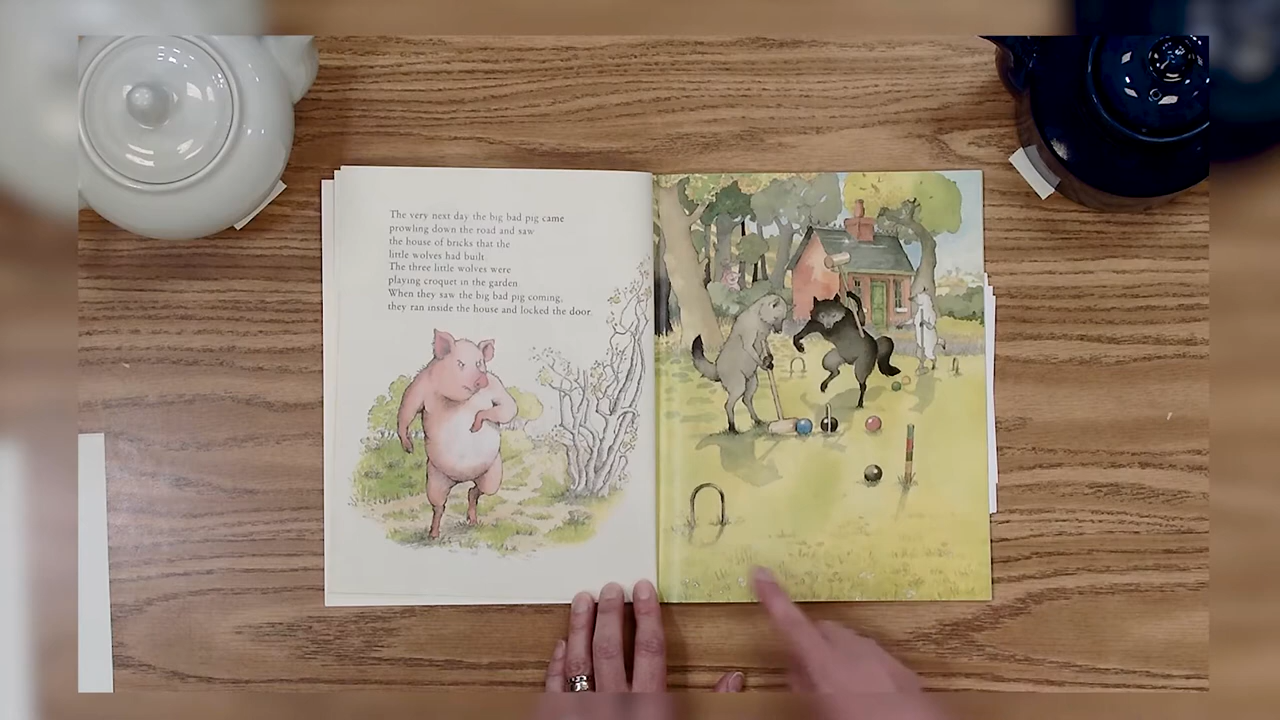 The very next day the big bad pig came
prowling down the road and saw
the house of bricks that the
little wolves had built.
The three little wolves were
playing croquet in the garden
When they saw the big bad pig coming,
they ran inside the house and locked the door.